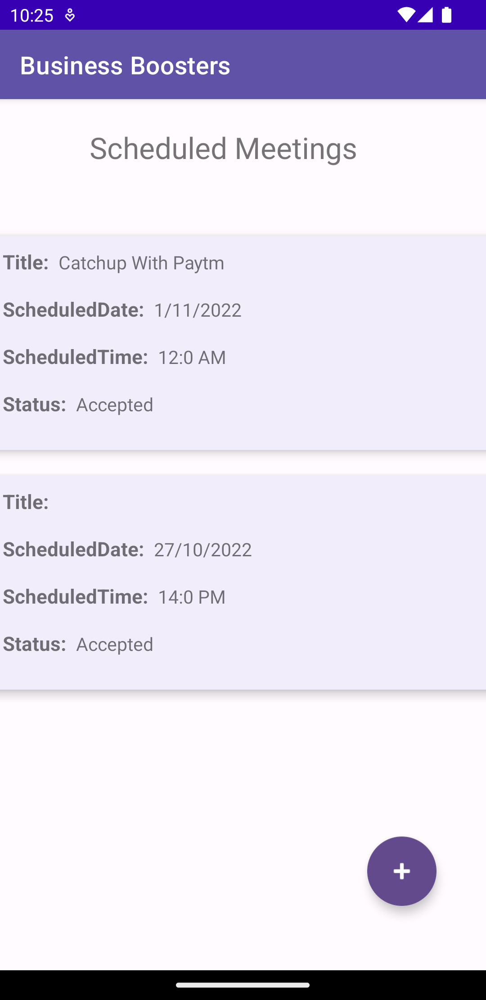 10:25
Business Boosters
Scheduled Meetings
Title: Catchup With Paytm
ScheduledDate: 1/11/2022
ScheduledTime: 12:0 AM
Status: Accepted
Title:
ScheduledDate: 27/10/2022
ScheduledTime: 14:0 PM
Status: Accepted